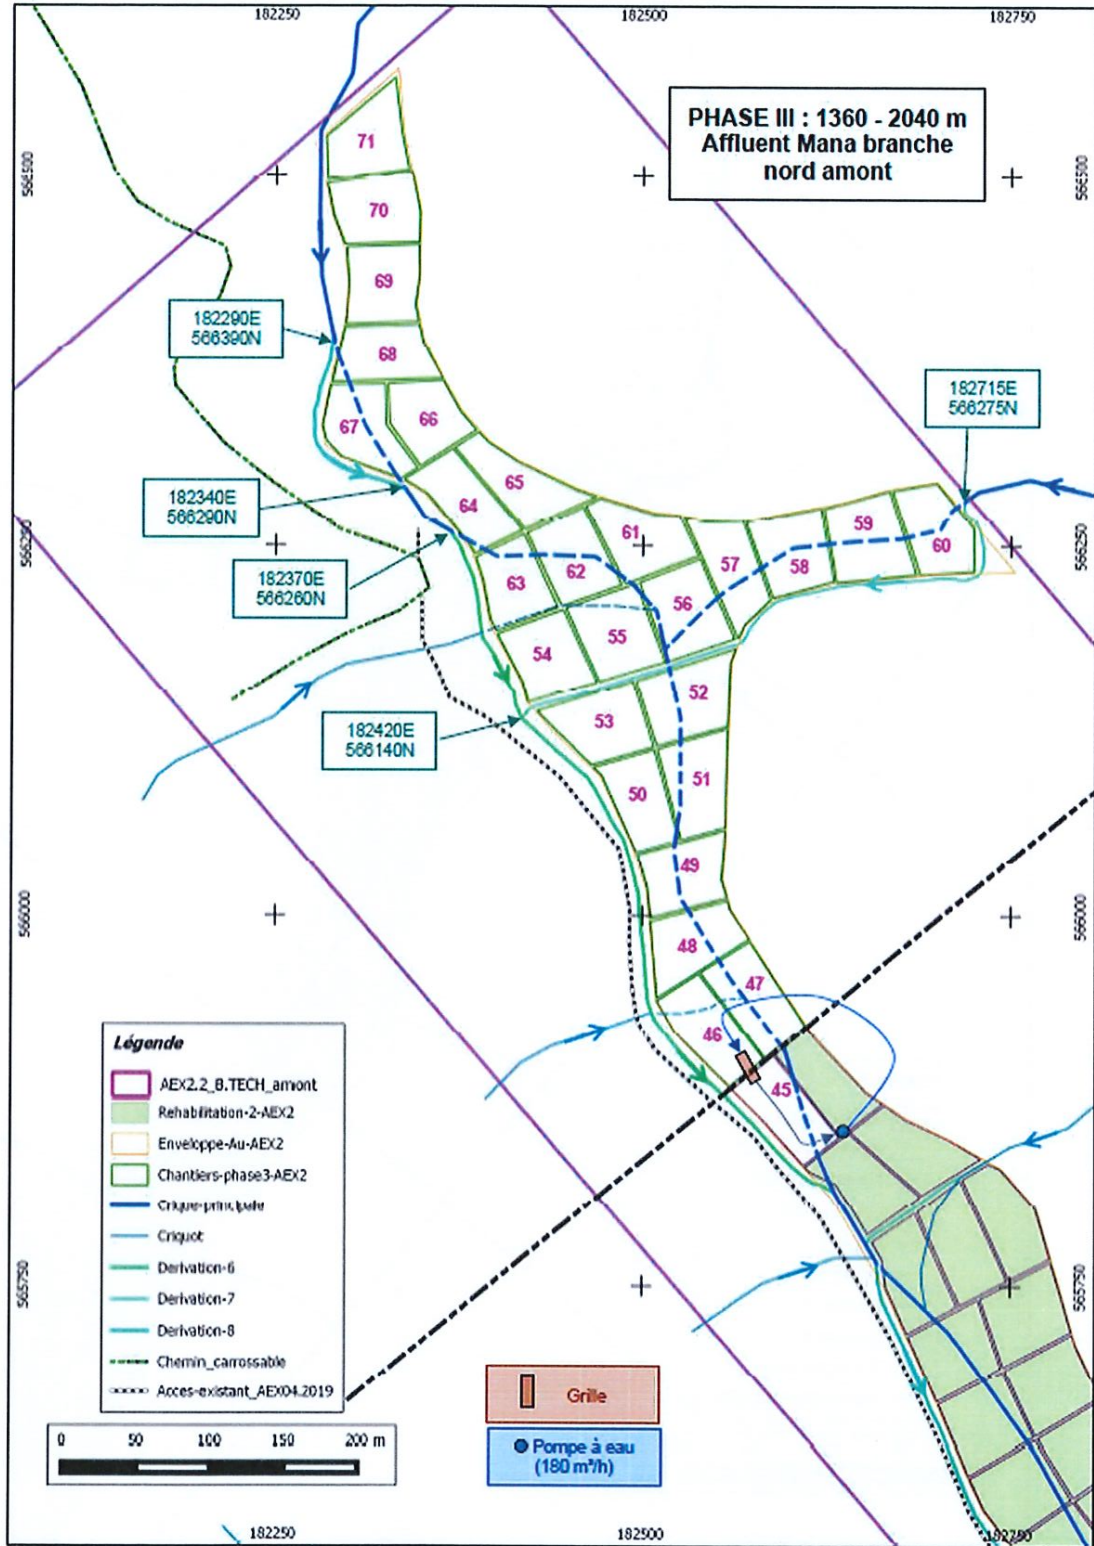 182250
182500
182750
PHASE III : 1360 - 2040 m
Affluent Mana branche
nord amont
566500
566500
71
70
69
182290E
566390N
68
67
66
182715E
566275N
65
64
182340E
566290N
61
59
60
57
58
566250
566250
62
63
182370E
566260N
56
55
54
52
53
182420E
566140N
51
50
49
566000
566000
48
47
46
45
Légende
AEX2.2_B.TECH_amont
Rehabilitation-2-AEX2
Enveloppe-Au-AEX2
Chantiers-phase3-AEX2
Crique-principale
Criquot
Derivation-6
Derivation-7
Derivation-8
Chemin_carrossable
Acces-existant_AEX04.2019
565750
565750
Grille
Pompe à eau
(180 m³/h)
0 50 100 150 200 m
182250
182500
182750